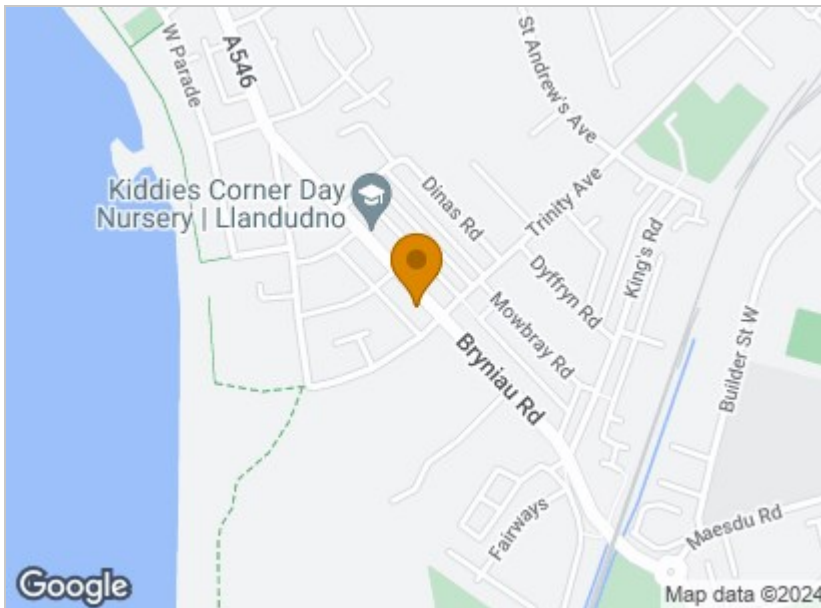 W Parade
A546
St Andrew's Ave
Kiddies Corner Day
Nursery | Llandudno
Dinas Rd
Trinity Ave
King's Rd
Dyffryn Rd
Mowbray Rd
Bryniau Rd
Builder St W
Maesdu Rd
Fairways
Google
Map data ©2024